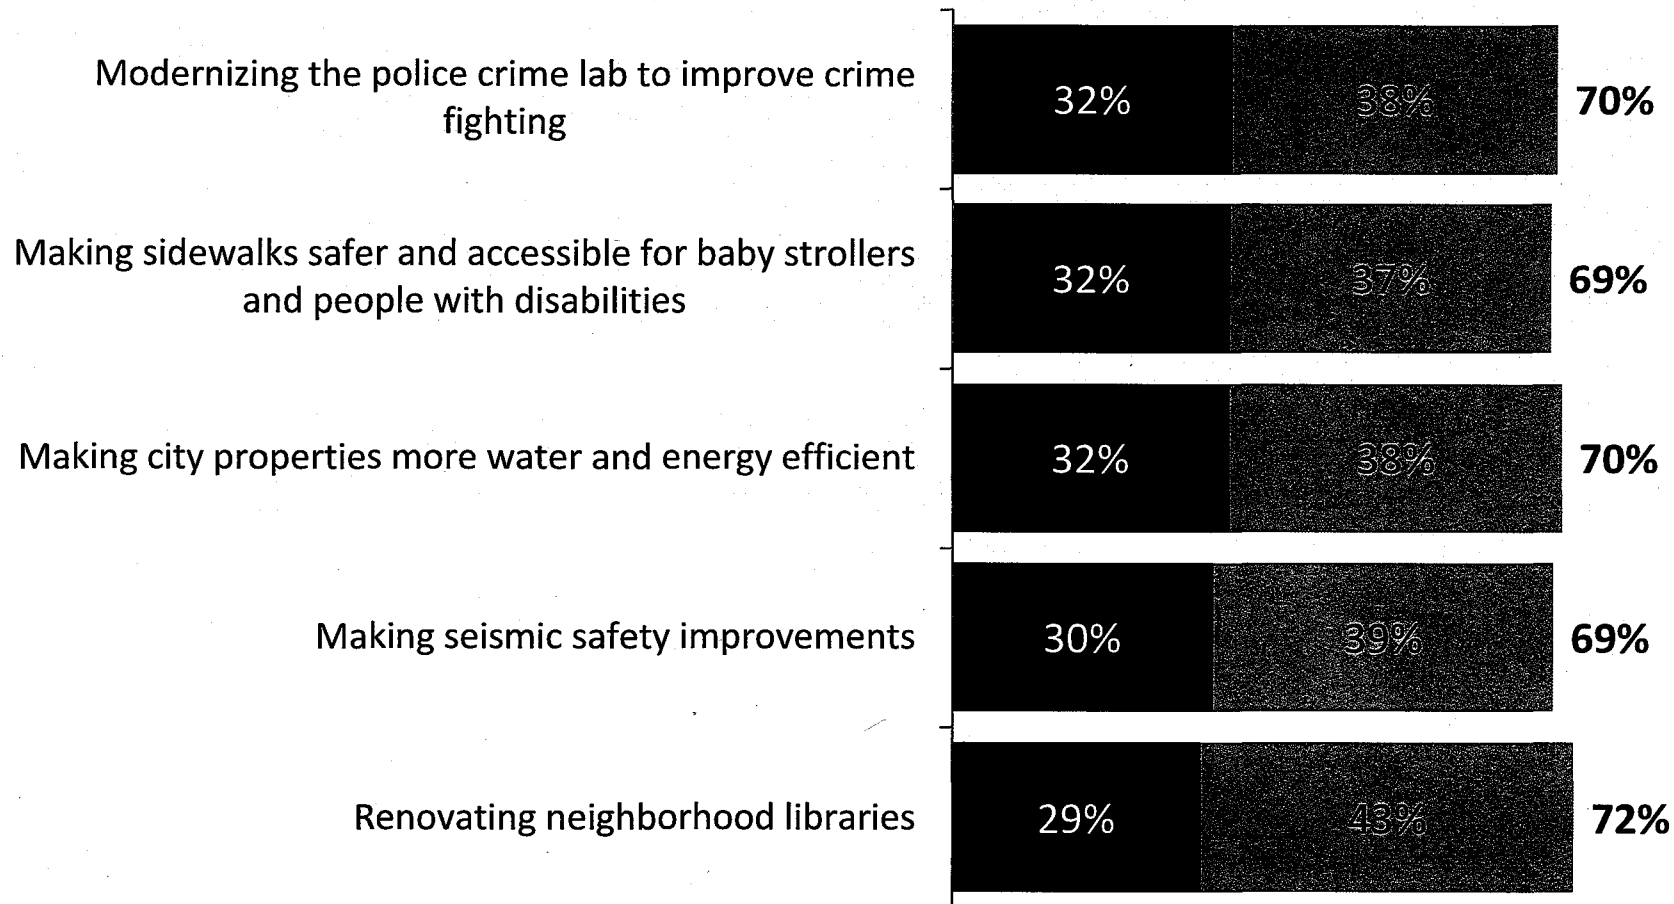 Modernizing the police crime lab to improve crime
fighting
32% 38% 70%
Making sidewalks safer and accessible for baby strollers
and people with disabilities
32% 37% 69%
Making city properties more water and energy efficient
32% 38% 70%
Making seismic safety improvements
30% 39% 69%
Renovating neighborhood libraries
29% 43% 72%